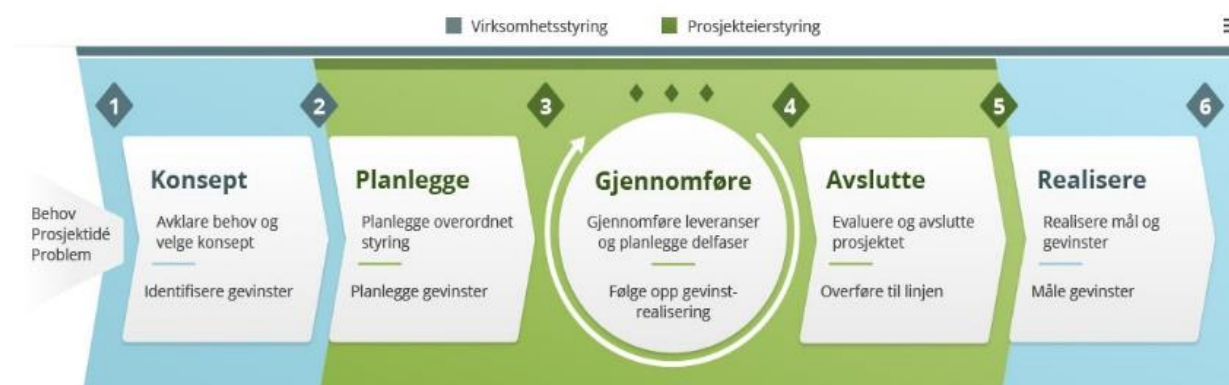 Virksomhetsstyring
Prosjekteierstyring
1
2
3
4
5
6
Behov
Prosjektidé
Problem
Konsept
Avklare behov og
velge konsept
Identifisere gevinster
Planlegge
Planlegge overordnet
styring
Planlegge gevinster
Gjennomføre
Gjennomføre leveranser
og planlegge delfaser
Følge opp gevinst-
realisering
Avslutte
Evaluere og avslutte
prosjektet
Overføre til linjen
Realisere
Realisere mål og
gevinster
Måle gevinster